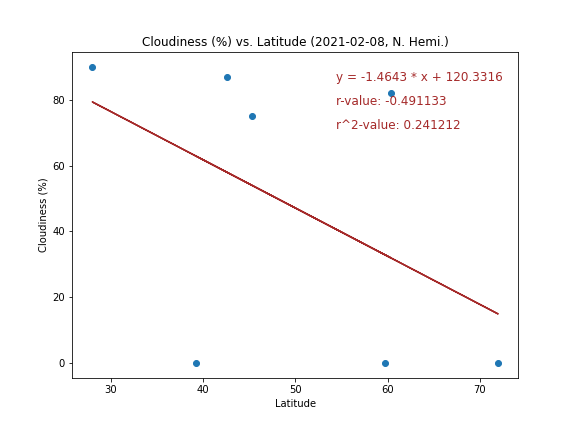 Cloudiness (%) vs. Latitude (2021-02-08, N. Hemi.)
y = -1.4643 * x + 120.3316
r-value: -0.491133
r^2-value: 0.241212
80
60
40
20
0
Cloudiness (%)
30 40 50 60 70
Latitude